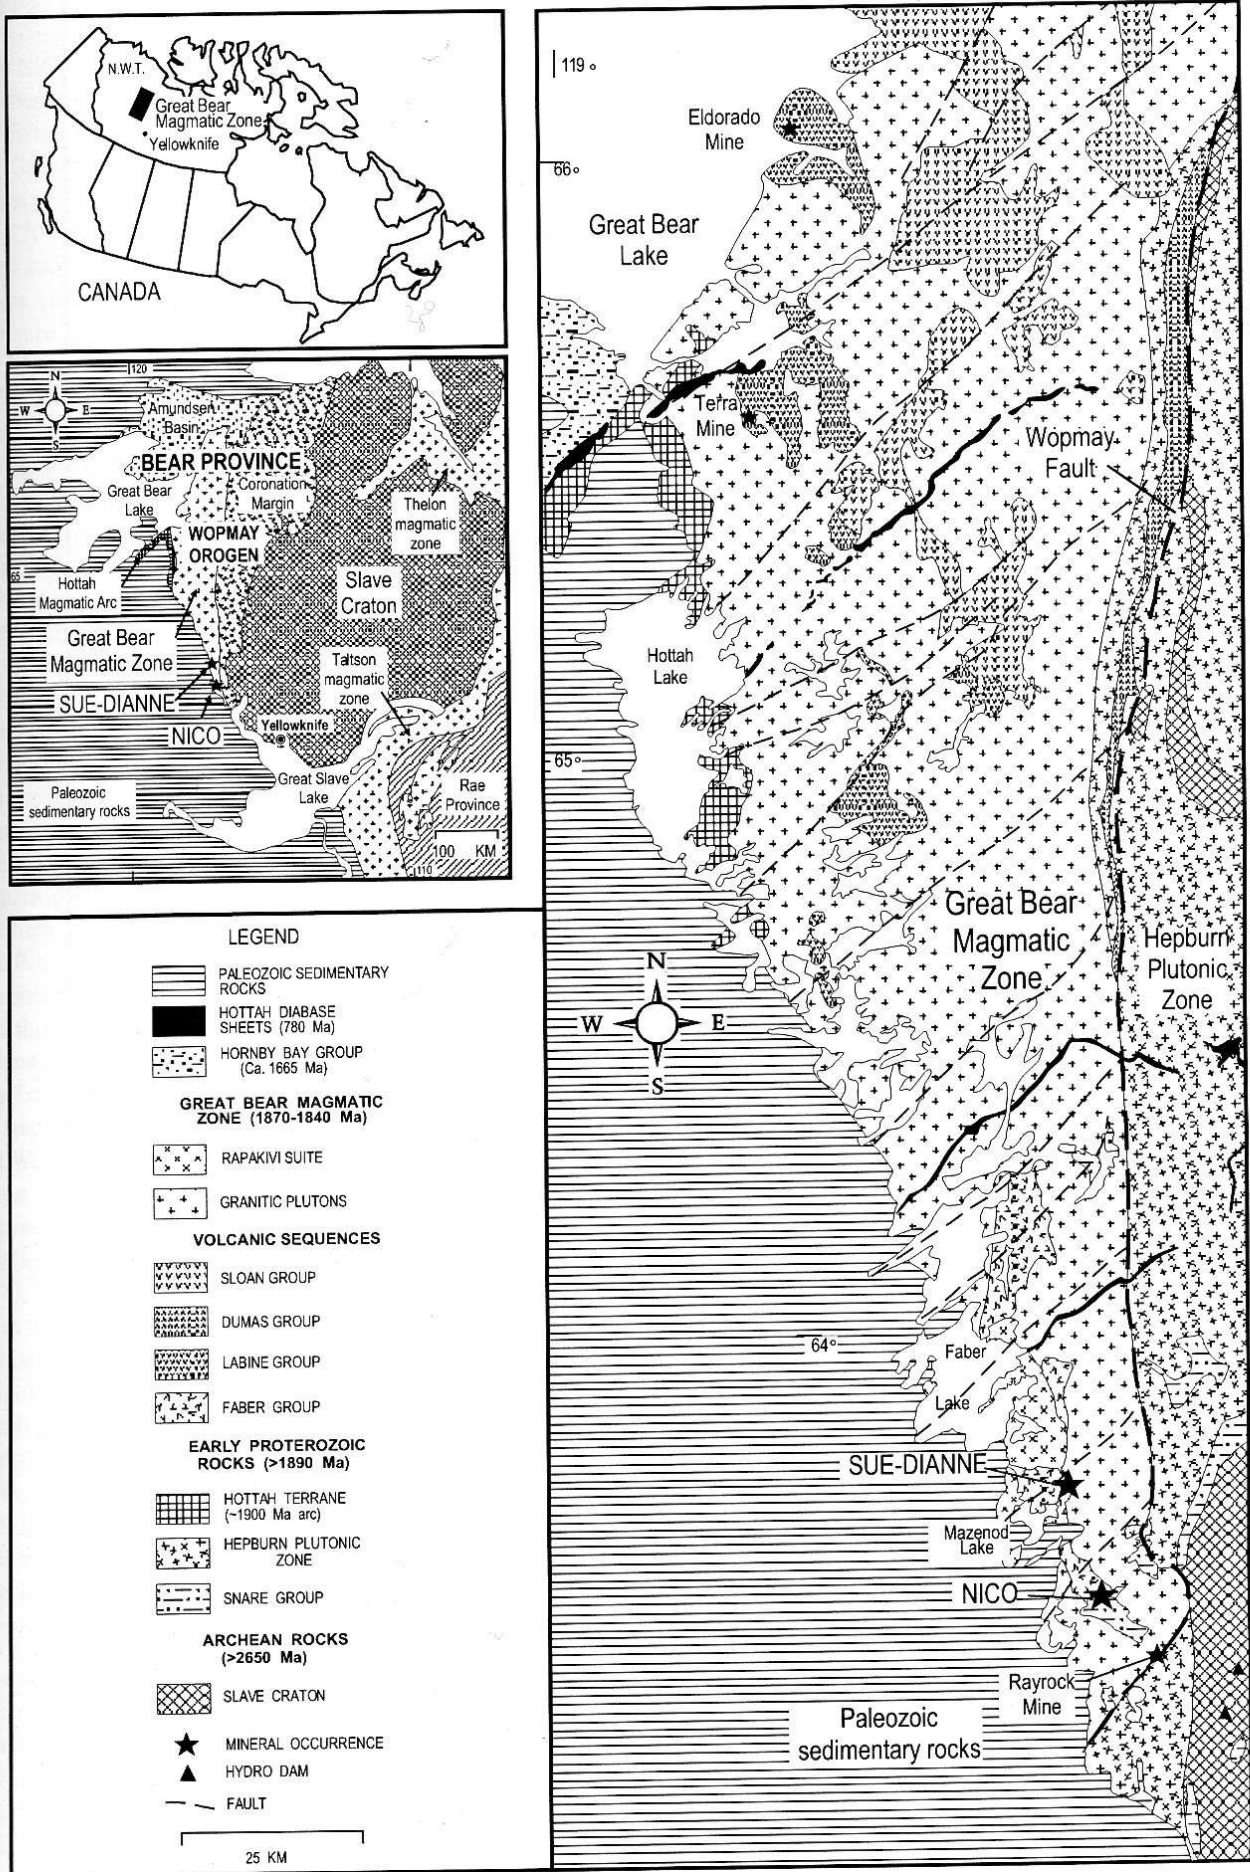 N.W.T.
Great Bear
Magmatic Zone
Yellowknife
CANADA
120
N
W E
S
Amundsen
Basin
BEAR PROVINCE
Great Bear
Lake
Coronation
Margin
Thelon
magmatic
zone
WOPMAY
OROGEN
65
Hottah
Magmatic Arc
Slave
Craton
Great Bear
Magmatic Zone
Taltson
magmatic
zone
SUE-DIANNE
Yellowknife
NICO
Great Slave
Lake
Paleozoic
sedimentary rocks
Rae
Province
100 KM
110
LEGEND
PALEOZOIC SEDIMENTARY
ROCKS
HOTTAH DIABASE
SHEETS (780 Ma)
HORNBY BAY GROUP
(Ca. 1665 Ma)
GREAT BEAR MAGMATIC
ZONE (1870-1840 Ma)
RAPAKIVI SUITE
GRANITIC PLUTONS
VOLCANIC SEQUENCES
SLOAN GROUP
DUMAS GROUP
LABINE GROUP
FABER GROUP
EARLY PROTEROZOIC
ROCKS (>1890 Ma)
HOTTAH TERRANE
(~1900 Ma arc)
HEPBURN PLUTONIC
ZONE
SNARE GROUP
ARCHEAN ROCKS
(>2650 Ma)
SLAVE CRATON
MINERAL OCCURRENCE
HYDRO DAM
FAULT
25 KM
119°
Eldorado
Mine
66°
Great Bear
Lake
Terra
Mine
Wopmay
Fault
Hottah
Lake
65°
Great Bear
Magmatic
Zone
Hepburn
Plutonic
Zone
N
W E
S
64°
Faber
Lake
SUE-DIANNE
Mazenod
Lake
NICO
Rayrock
Mine
Paleozoic
sedimentary rocks